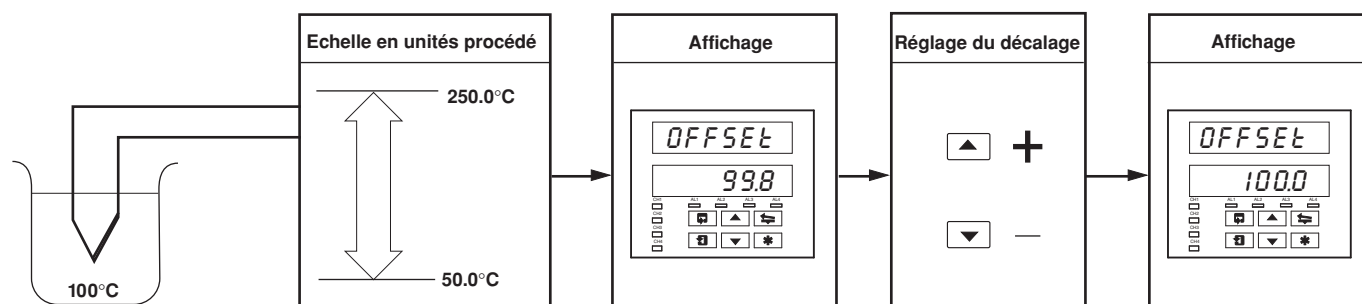 Echelle en unités procédé
250.0°C
50.0°C
100°C
Affichage
OFFSEt
99.8
CH1
CH2
CH3
CH4
AL1 AL2 AL3 AL4
Réglage du décalage
+
–
Affichage
OFFSEt
100.0
CH1
CH2
CH3
CH4
AL1 AL2 AL3 AL4